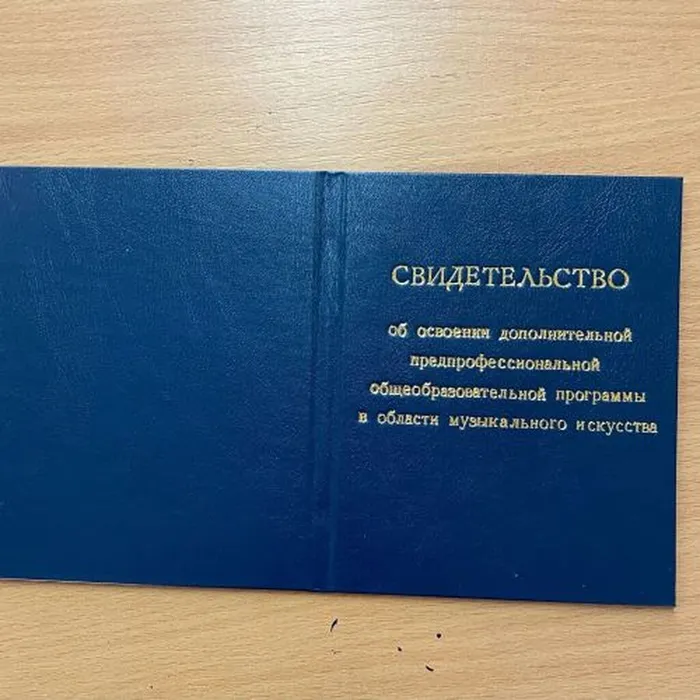 СВИДЕТЕЛЬСТВО
об освоении дополнительной
предпрофессиональной
общеобразовательной программы
в области музыкального искусства